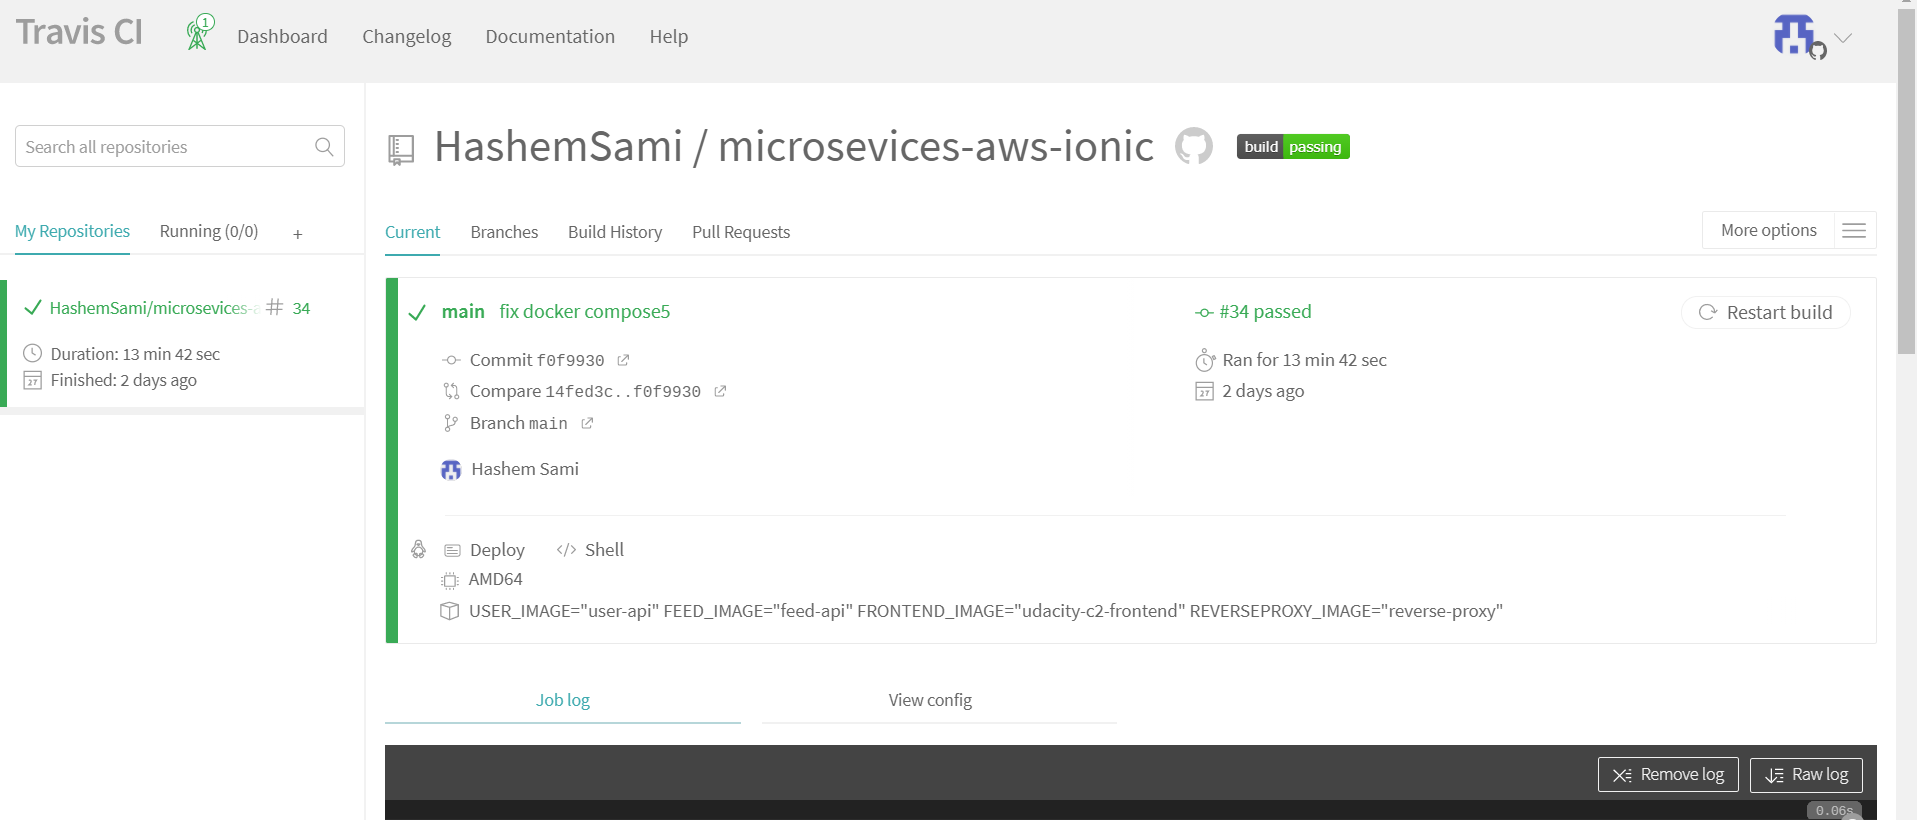 Travis CI
1
Dashboard Changelog Documentation Help
Search all repositories
My Repositories Running (0/0) +
HashemSami/microsevices-a # 34
Duration: 13 min 42 sec
27 Finished: 2 days ago
HashemSami / microsevices-aws-ionic build passing
Current Branches Build History Pull Requests
More options
main fix docker compose5
Commit f0f9930
Compare 14fed3c..f0f9930
Branch main
Hashem Sami
#34 passed
Ran for 13 min 42 sec
27 2 days ago
Restart build
Deploy </> Shell
AMD64
USER_IMAGE="user-api" FEED_IMAGE="feed-api" FRONTEND_IMAGE="udacity-c2-frontend" REVERSEPROXY_IMAGE="reverse-proxy"
Job log View config
Remove log Raw log
0.06s